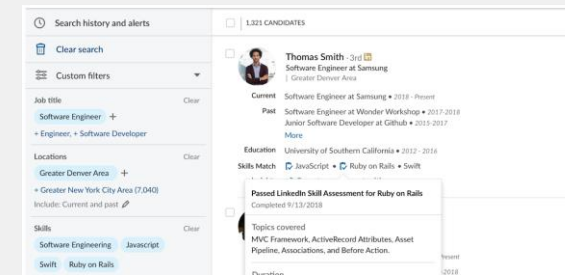 Search history and alerts
Clear search
Custom filters
Job title Clear
Software Engineer +
+ Engineer, + Software Developer
Locations Clear
Greater Denver Area +
+ Greater New York City Area (7,040)
Include: Current and past
Skills Clear
Software Engineering Javascript
Swift Ruby on Rails
1,321 CANDIDATES
Thomas Smith · 3rd in
Software Engineer at Samsung
| Greater Denver Area
Current Software Engineer at Samsung • 2018 - Present
Past Software Engineer at Wonder Workshop • 2017-2018
Junior Software Developer at Github • 2015-2017
More
Education University of Southern California • 2012 - 2016
Skills Match JavaScript • Ruby on Rails • Swift
Passed LinkedIn Skill Assessment for Ruby on Rails
Completed 9/13/2018
Topics covered
MVC Framework, ActiveRecord Attributes, Asset
Pipeline, Associations, and Before Action.
Duration